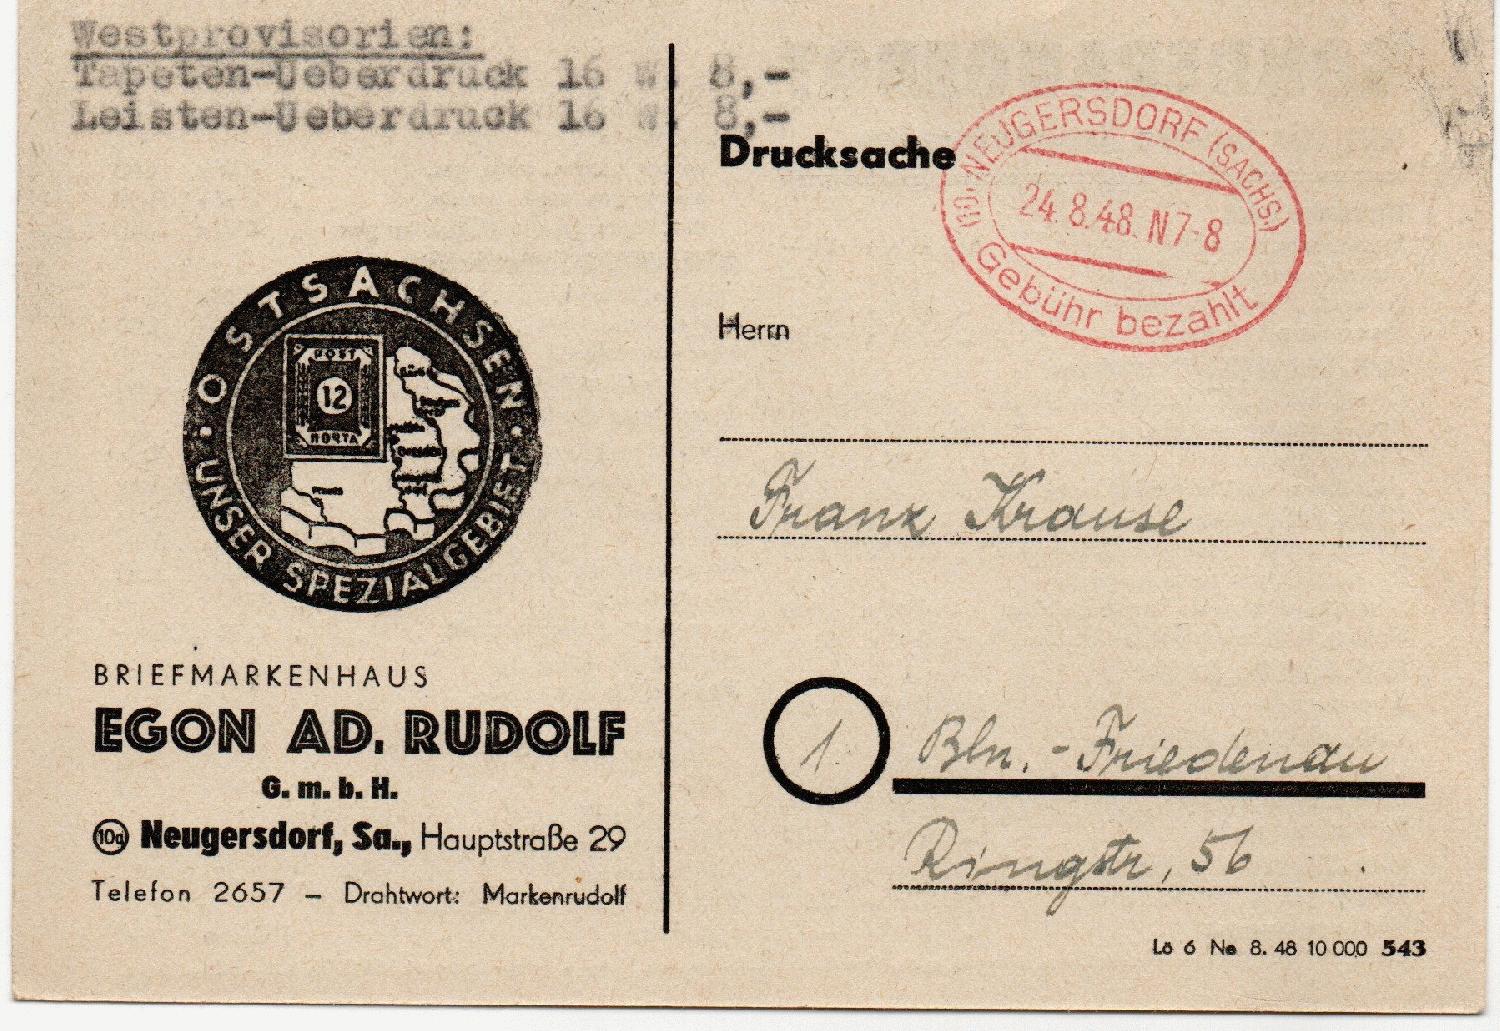 Westprovisorien:
Tapeten-Ueberdruck 16 W. 8,-
Leisten-Ueberdruck 16 W. 8,-
OSTSACHSEN
POST
12
PORTA
UNSER SPEZIALGEBIET
BRIEFMARKENHAUS
EGON AD. RUDOLF
G. m. b. H.
10a Neugersdorf, Sa., Hauptstraße 29
Telefon 2657 – Drahtwort: Markenrudolf
Drucksache
NEUGERSDORF (SACHS.)
24.8.48. N7-8
Gebühr bezahlt
Herrn
Franz Krause
1 Bln. - Friedenau
Ringstr, 56
Lö 6 Ne 8. 48 10 000 543